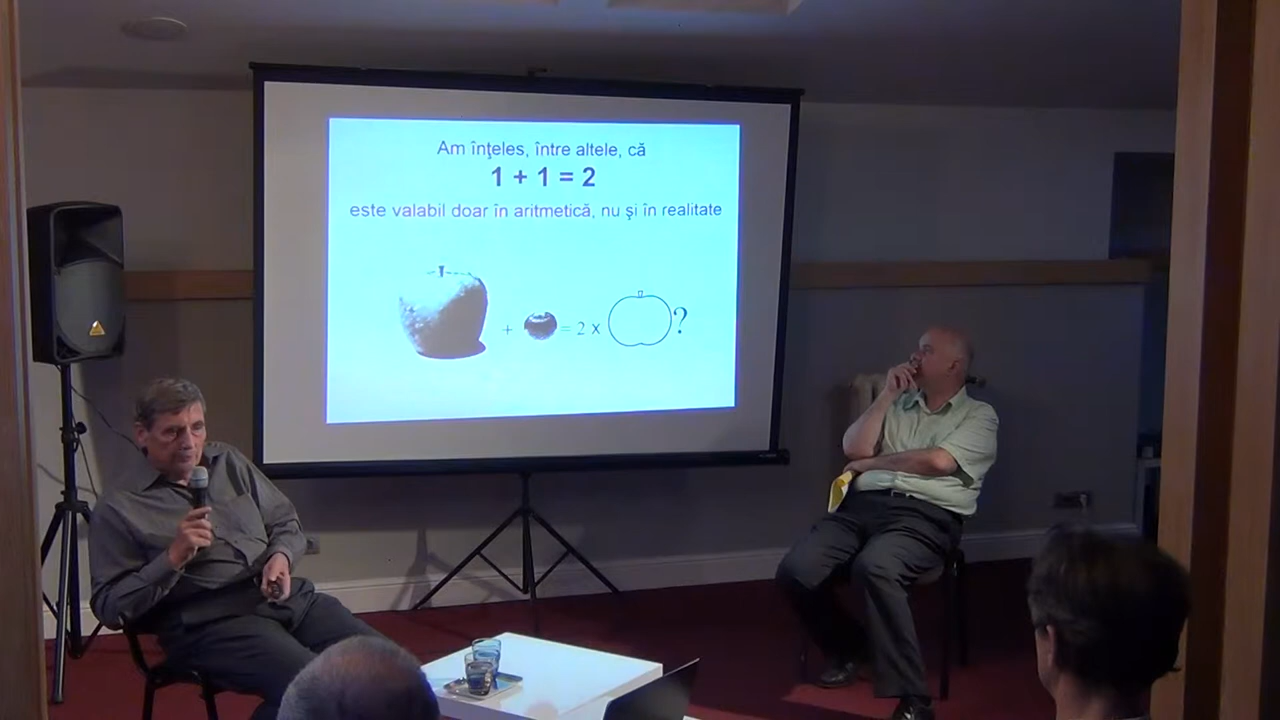 Am înţeles, între altele, că
1 + 1 = 2
este valabil doar în aritmetică, nu şi în realitate
+ = 2 x ?